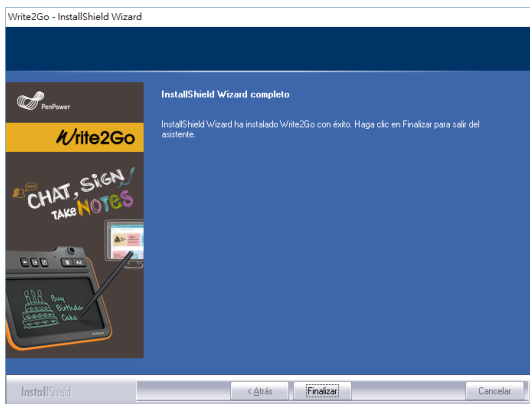 Write2Go - InstallShield Wizard
PenPower
Write2Go
InstallShield Wizard completo
InstallShield Wizard ha instalado Write2Go con éxito. Haga clic en Finalizar para salir del
asistente.
CHAT, SIGN
TAKE NOTES
Buy
Birthday
Cake
InstallShield
< Atrás
Finalizar
Cancelar